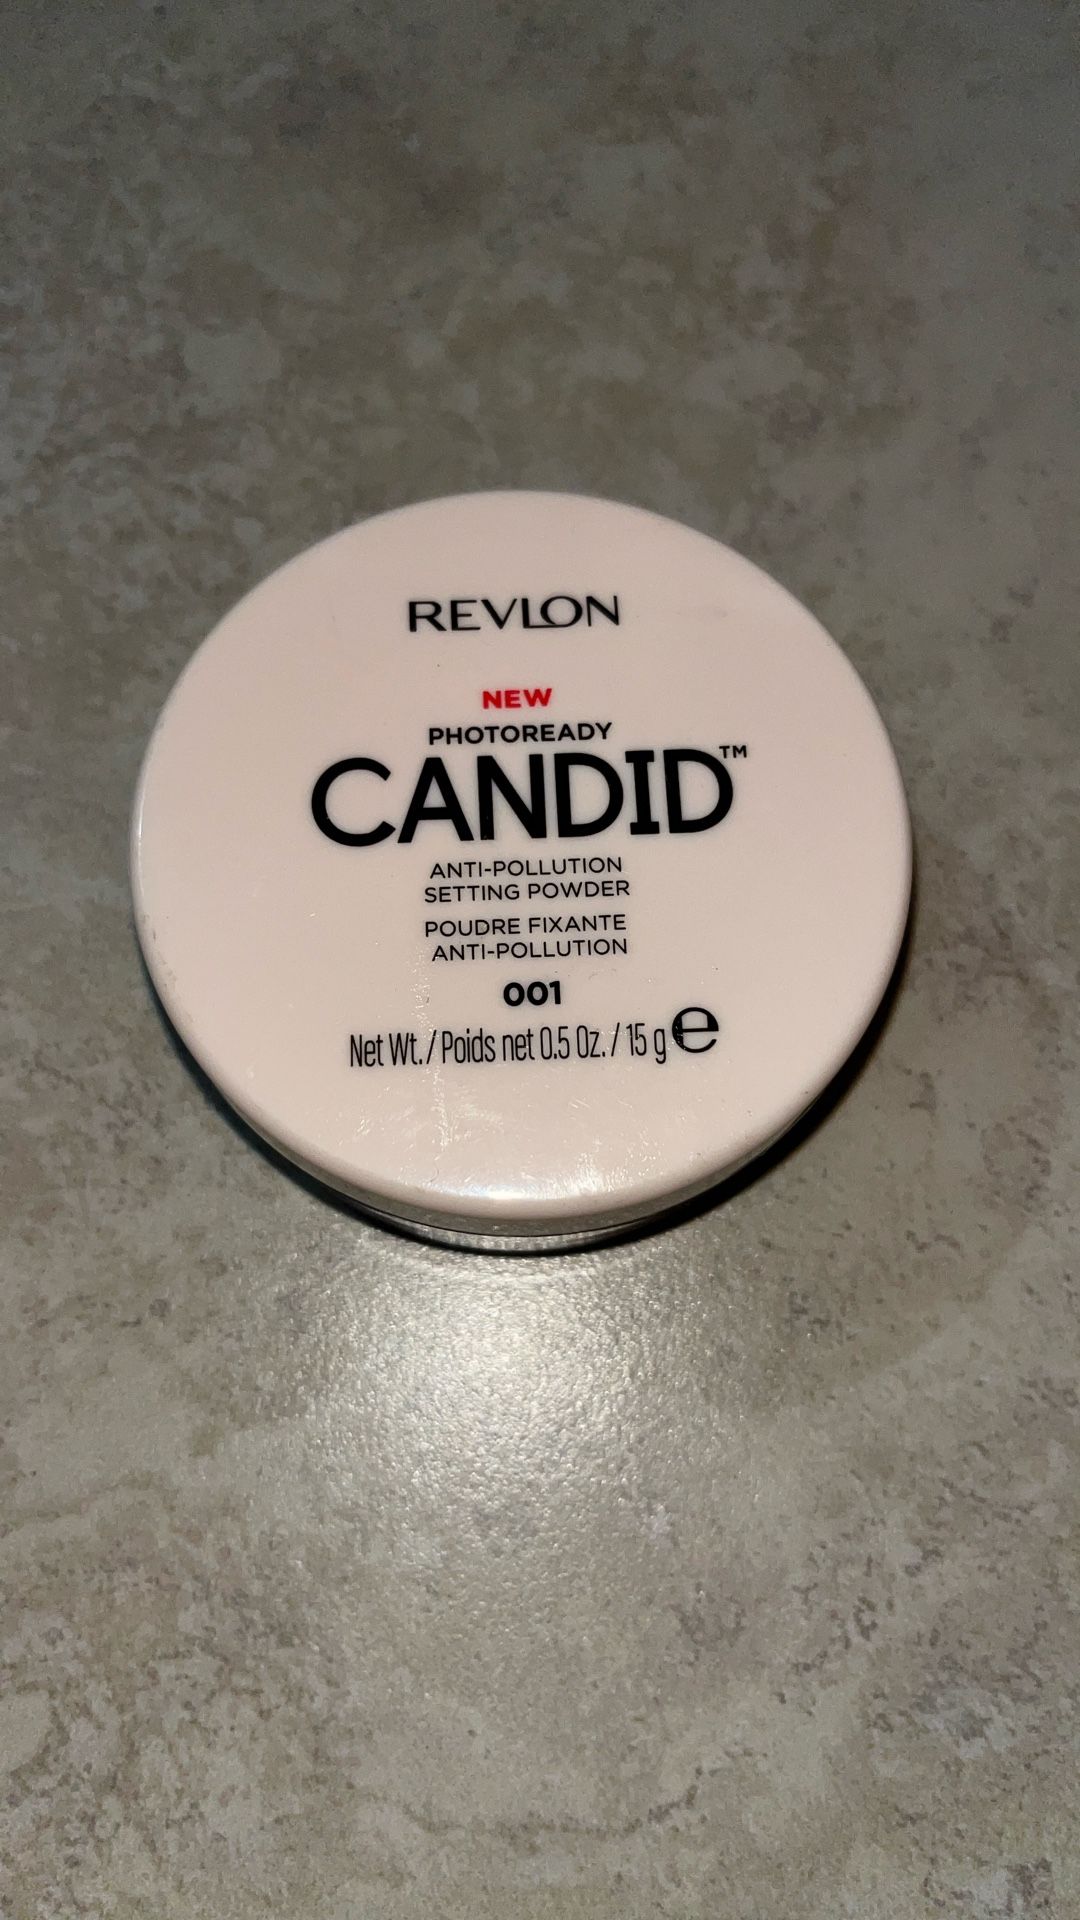 REVLON
NEW
PHOTOREADY
CANDID™
ANTI-POLLUTION
SETTING POWDER
POUDRE FIXANTE
ANTI-POLLUTION
001
Net Wt. / Poids net 0.5 Oz. / 15 g ℮